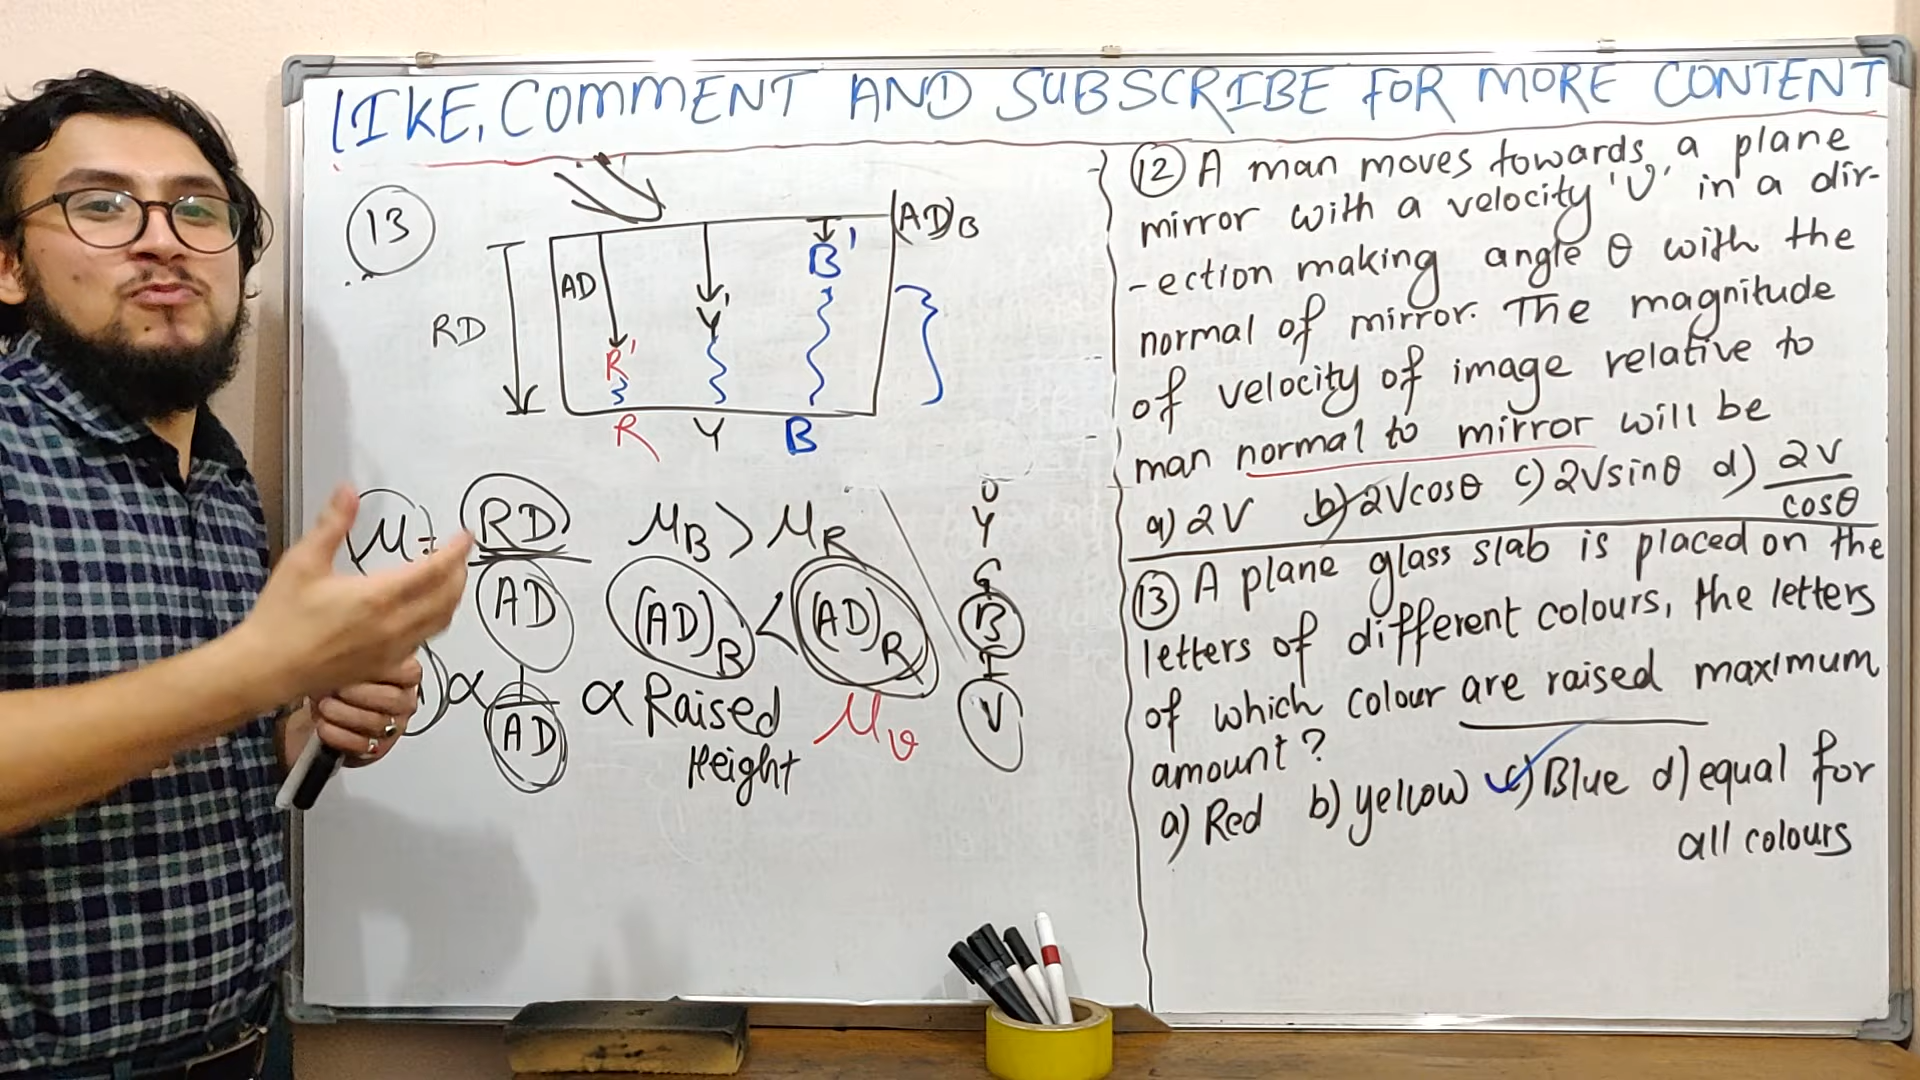 LIKE, COMMENT AND SUBSCRIBE FOR MORE CONTENT
13
RD
AD
(AD)B
R'
Y'
B'
R Y B
μ = RD/AD
μB > μR
(AD)B < (AD)R
∝ 1/AD ∝ Raised Height
μv
O
Y
G
B
I
V
12 A man moves towards a plane
mirror with a velocity 'V' in a dir-
-ection making angle θ with the
normal of mirror. The magnitude
of velocity of image relative to
man normal to mirror will be
a) 2V b) 2Vcosθ c) 2Vsinθ d) 2V/cosθ
13 A plane glass slab is placed on the
letters of different colours, the letters
of which colour are raised maximum
amount?
a) Red b) yellow c) Blue d) equal for
all colours